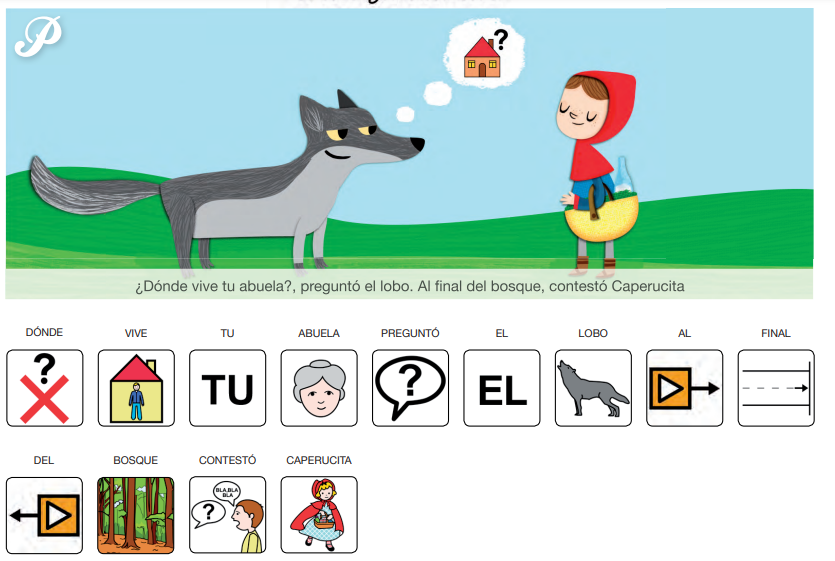 P
?
¿Dónde vive tu abuela?, preguntó el lobo. Al final del bosque, contestó Caperucita
DÓNDE VIVE TU ABUELA PREGUNTÓ EL LOBO AL FINAL
? TU ? EL
DEL BOSQUE CONTESTÓ CAPERUCITA
BLA,BLA
BLA
?